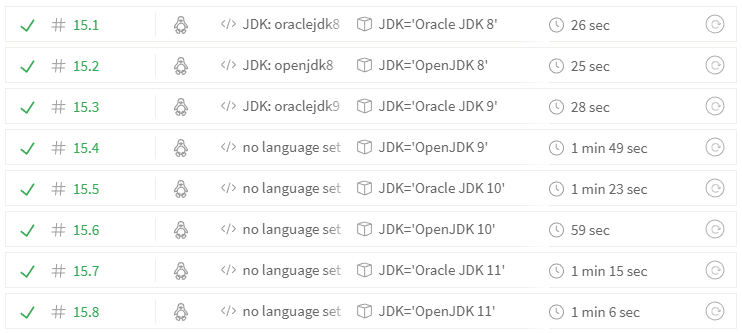 # 15.1 </> JDK: oraclejdk8 JDK='Oracle JDK 8' 26 sec
# 15.2 </> JDK: openjdk8 JDK='OpenJDK 8' 25 sec
# 15.3 </> JDK: oraclejdk9 JDK='Oracle JDK 9' 28 sec
# 15.4 </> no language set JDK='OpenJDK 9' 1 min 49 sec
# 15.5 </> no language set JDK='Oracle JDK 10' 1 min 23 sec
# 15.6 </> no language set JDK='OpenJDK 10' 59 sec
# 15.7 </> no language set JDK='Oracle JDK 11' 1 min 15 sec
# 15.8 </> no language set JDK='OpenJDK 11' 1 min 6 sec